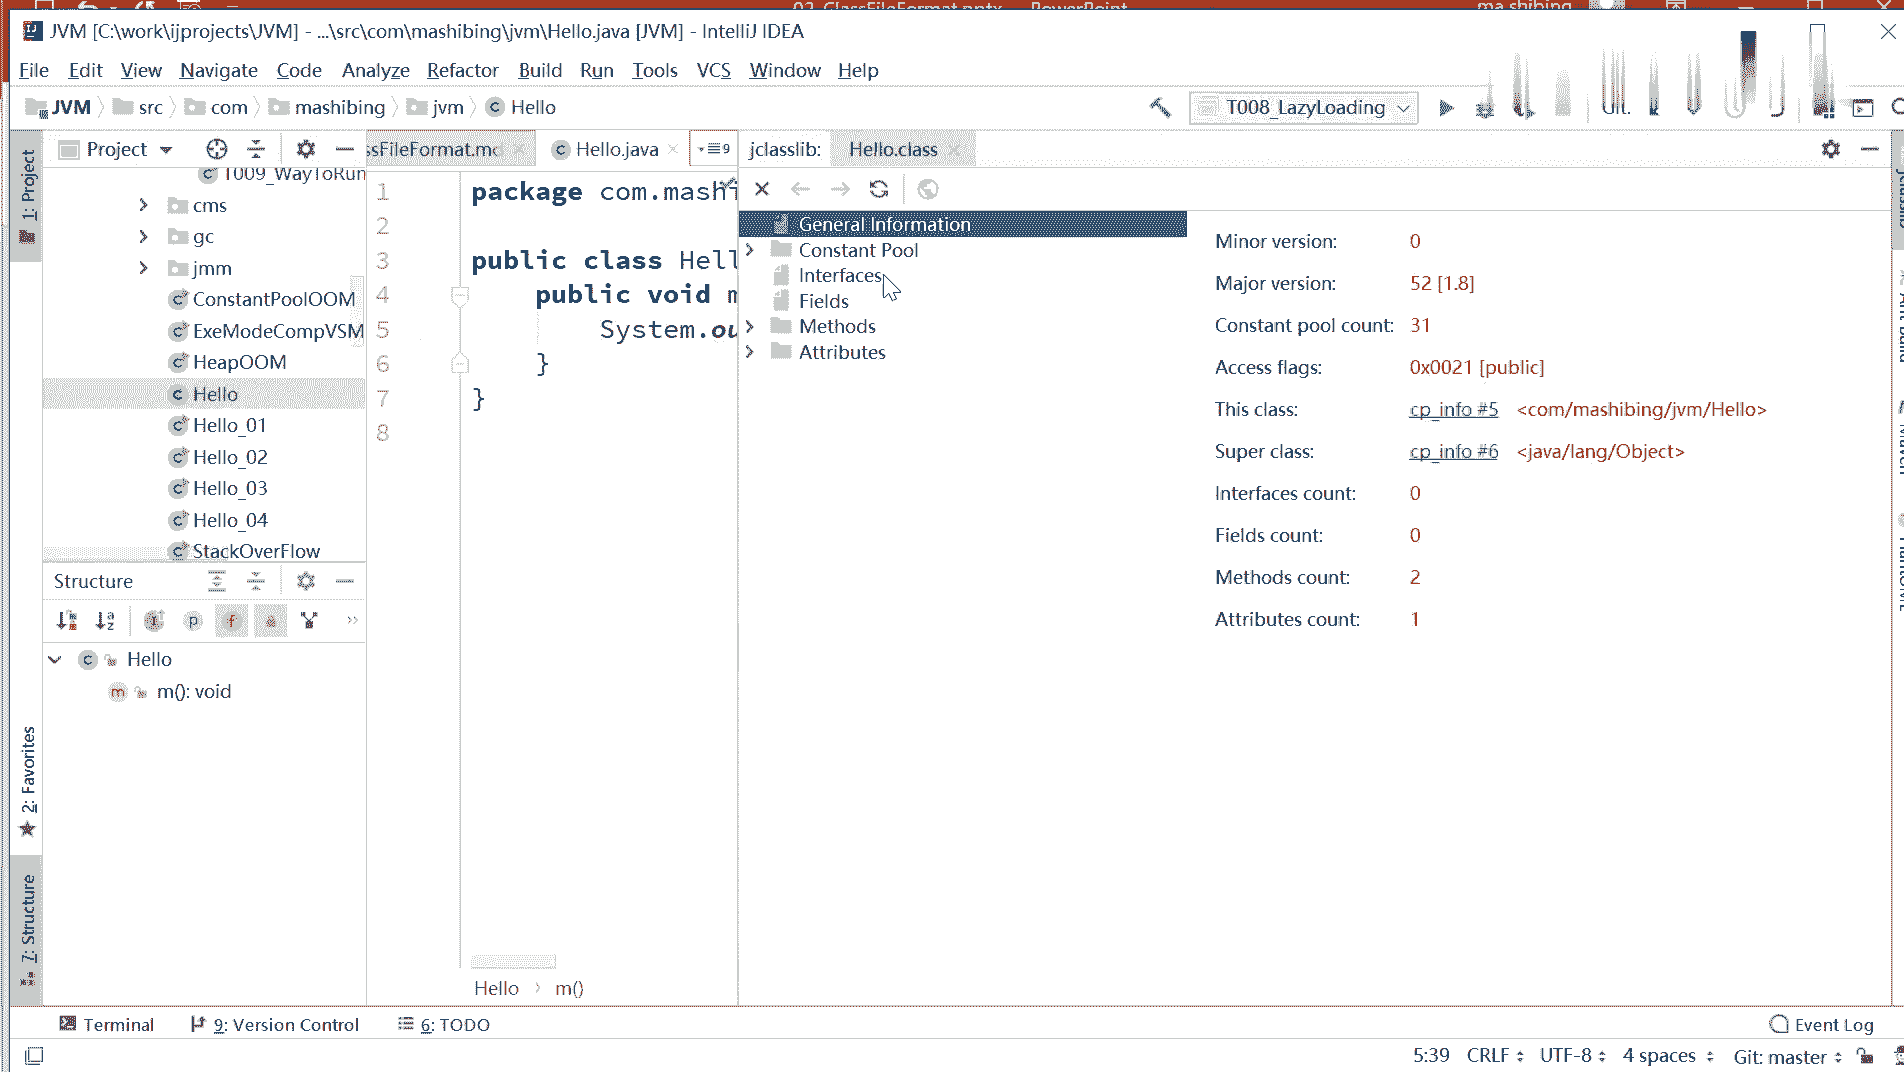 02_ClassFileFormat.pptx - PowerPoint
ma shibing
JVM [C:\work\ijprojects\JVM] - ...\src\com\mashibing\jvm\Hello.java [JVM] - IntelliJ IDEA
File Edit View Navigate Code Analyze Refactor Build Run Tools VCS Window Help
JVM src com mashibing jvm Hello
T008_LazyLoading
1: Project
Project
ssFileFormat.md
Hello.java
9
jclasslib:
Hello.class
T009_WayToRun
cms
gc
jmm
ConstantPoolOOM
ExeModeCompVSM
HeapOOM
Hello
Hello_01
Hello_02
Hello_03
Hello_04
StackOverFlow
1 package com.mashi
2
3 public class Hell
4 public void m
5 System.ou
6 }
7 }
8
General Information
Constant Pool
Interfaces
Fields
Methods
Attributes
Minor version: 0
Major version: 52 [1.8]
Constant pool count: 31
Access flags: 0x0021 [public]
This class: cp_info #5 <com/mashibing/jvm/Hello>
Super class: cp_info #6 <java/lang/Object>
Interfaces count: 0
Fields count: 0
Methods count: 2
Attributes count: 1
Structure
Hello
m(): void
2: Favorites
7: Structure
Hello › m()
Terminal 9: Version Control 6: TODO
Event Log
5:39 CRLF UTF-8 4 spaces Git: master